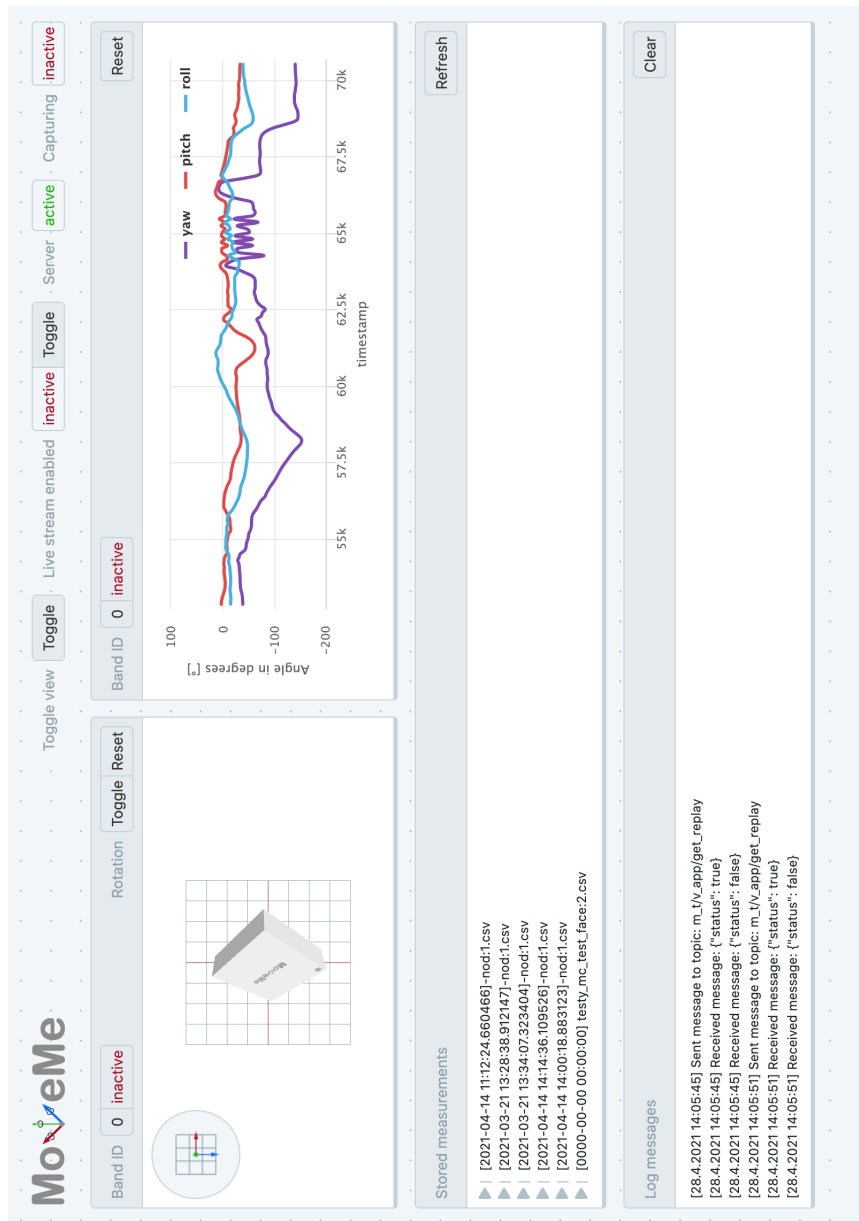 MoveMe
Toggle view Toggle Live stream enabled inactive Toggle Server active Capturing inactive
Band ID 0 inactive Rotation Toggle Reset
MoveMe
Band ID 0 inactive Reset
yaw pitch roll
100
0
−100
−200
Angle in degrees [°]
55k 57.5k 60k 62.5k 65k 67.5k 70k
timestamp
Stored measurements Refresh
[2021-04-14 11:12:24.660466]-nod:1.csv
[2021-03-21 13:28:38.912147]-nod:1.csv
[2021-03-21 13:34:07.323404]-nod:1.csv
[2021-04-14 14:14:36.109526]-nod:1.csv
[2021-04-14 14:00:18.883123]-nod:1.csv
[0000-00-00 00:00:00] testy_mc_test_face:2.csv
Log messages Clear
[28.4.2021 14:05:45] Sent message to topic: m_t/v_app/get_replay
[28.4.2021 14:05:45] Received message: {"status": true}
[28.4.2021 14:05:45] Received message: {"status": false}
[28.4.2021 14:05:51] Sent message to topic: m_t/v_app/get_replay
[28.4.2021 14:05:51] Received message: {"status": true}
[28.4.2021 14:05:51] Received message: {"status": false}